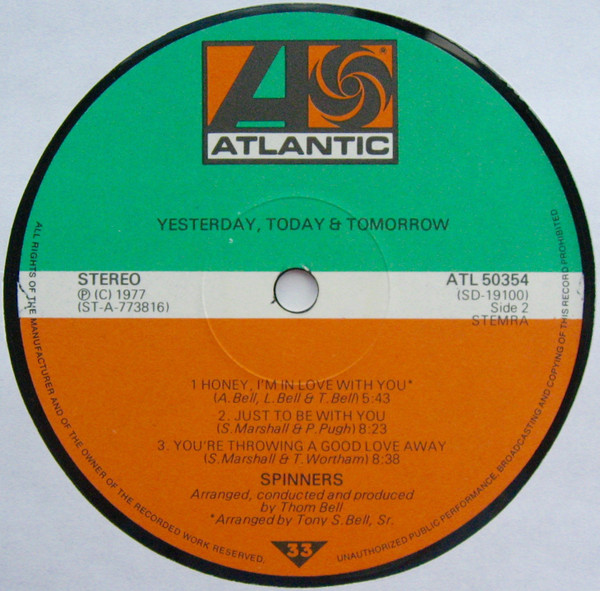 ATLANTIC
YESTERDAY, TODAY & TOMORROW
STEREO
Ⓟ (C) 1977
(ST-A-773816)
ATL 50354
(SD-19100)
Side 2
STEMRA
1 HONEY, I'M IN LOVE WITH YOU*
(A. Bell, L. Bell & T. Bell) 5:43
2. JUST TO BE WITH YOU
(S. Marshall & P. Pugh) 8:23
3. YOU'RE THROWING A GOOD LOVE AWAY
(S. Marshall & T. Wortham) 8:38
SPINNERS
Arranged, conducted and produced
by Thom Bell
*Arranged by Tony S. Bell, Sr.
33
ALL RIGHTS OF THE MANUFACTURER AND OF THE OWNER OF THE RECORDED WORK RESERVED.
UNAUTHORIZED PUBLIC PERFORMANCE, BROADCASTING AND COPYING OF THIS RECORD PROHIBITED